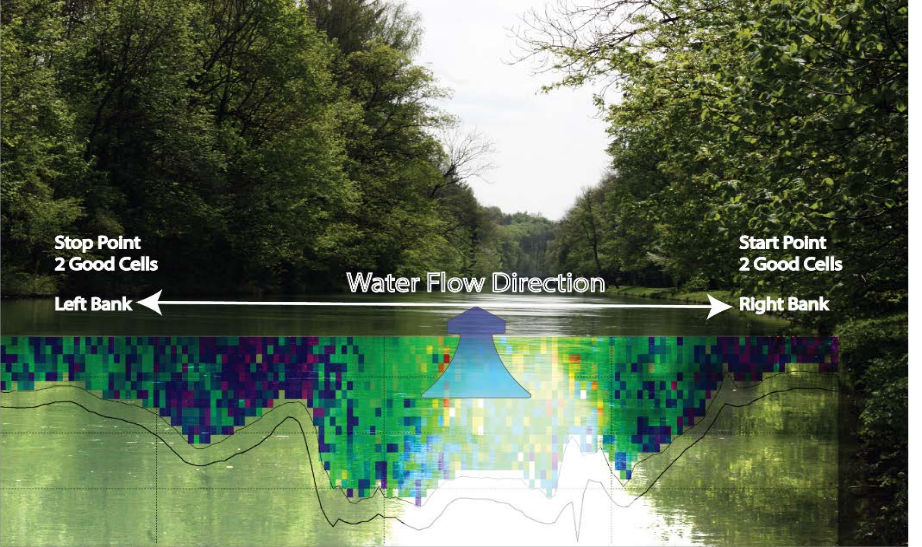 Stop Point
2 Good Cells
Left Bank
Water Flow Direction
Start Point
2 Good Cells
Right Bank